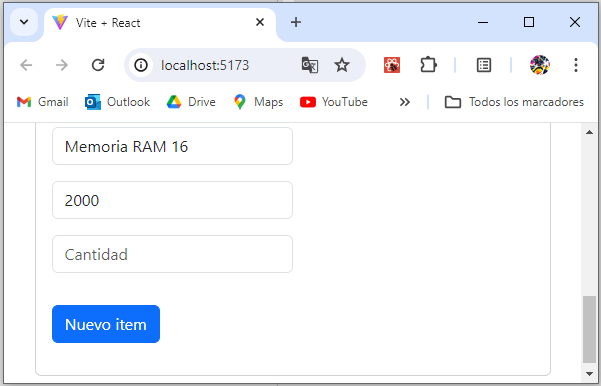 Vite + React
localhost:5173
Gmail Outlook Drive Maps YouTube Todos los marcadores
Memoria RAM 16
2000
Cantidad
Nuevo item